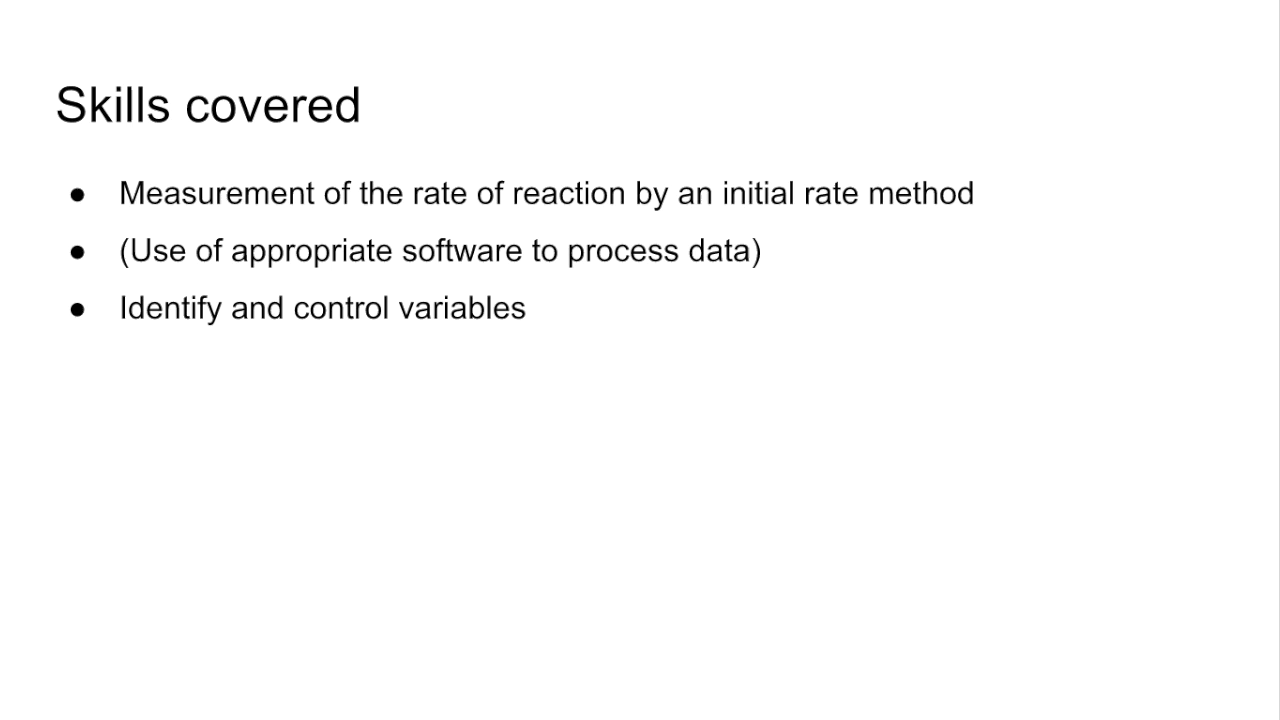 Skills covered
● Measurement of the rate of reaction by an initial rate method
● (Use of appropriate software to process data)
● Identify and control variables